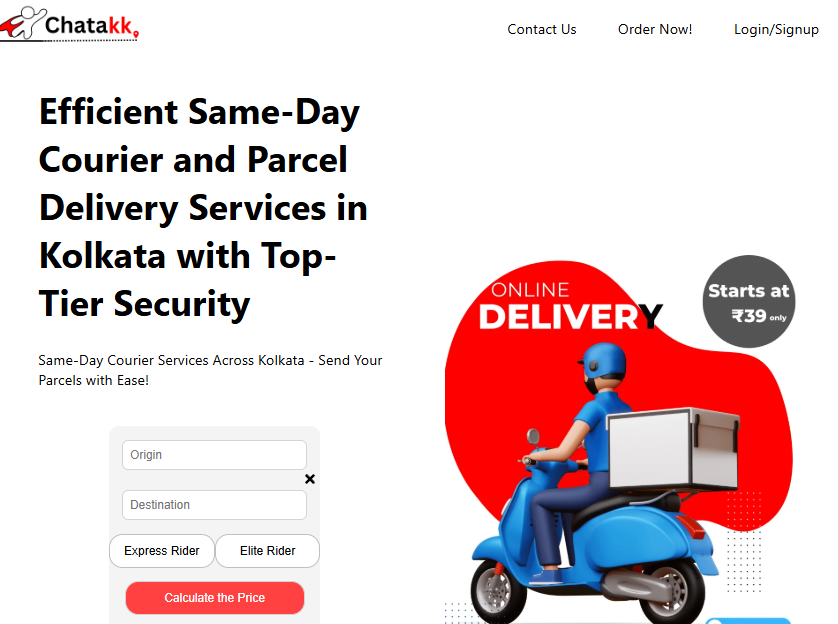 Chatakk
Contact Us
Order Now!
Login/Signup
Efficient Same-Day
Courier and Parcel
Delivery Services in
Kolkata with Top-
Tier Security
Same-Day Courier Services Across Kolkata - Send Your
Parcels with Ease!
Origin
Destination
Express Rider
Elite Rider
Calculate the Price
ONLINE
DELIVERY
Starts at
₹39 only